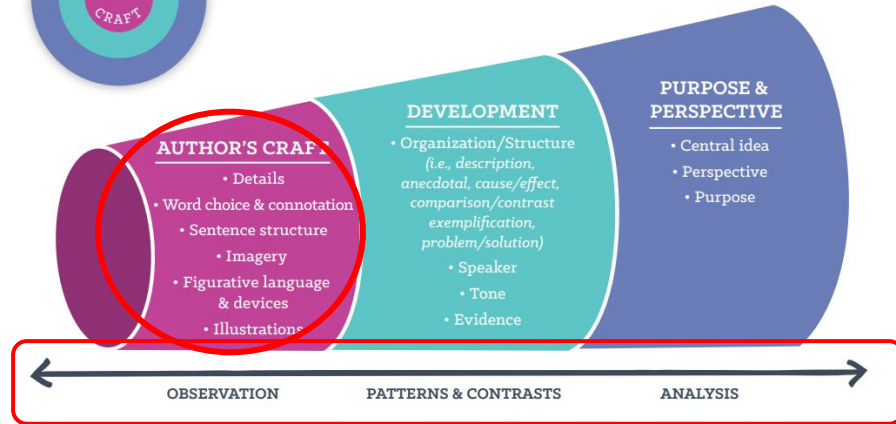 CRAFT
AUTHOR'S CRAFT
• Details
• Word choice & connotation
• Sentence structure
• Imagery
• Figurative language
& devices
• Illustrations
DEVELOPMENT
• Organization/Structure
(i.e., description,
anecdotal, cause/effect,
comparison/contrast
exemplification,
problem/solution)
• Speaker
• Tone
• Evidence
PURPOSE &
PERSPECTIVE
• Central idea
• Perspective
• Purpose
OBSERVATION
PATTERNS & CONTRASTS
ANALYSIS